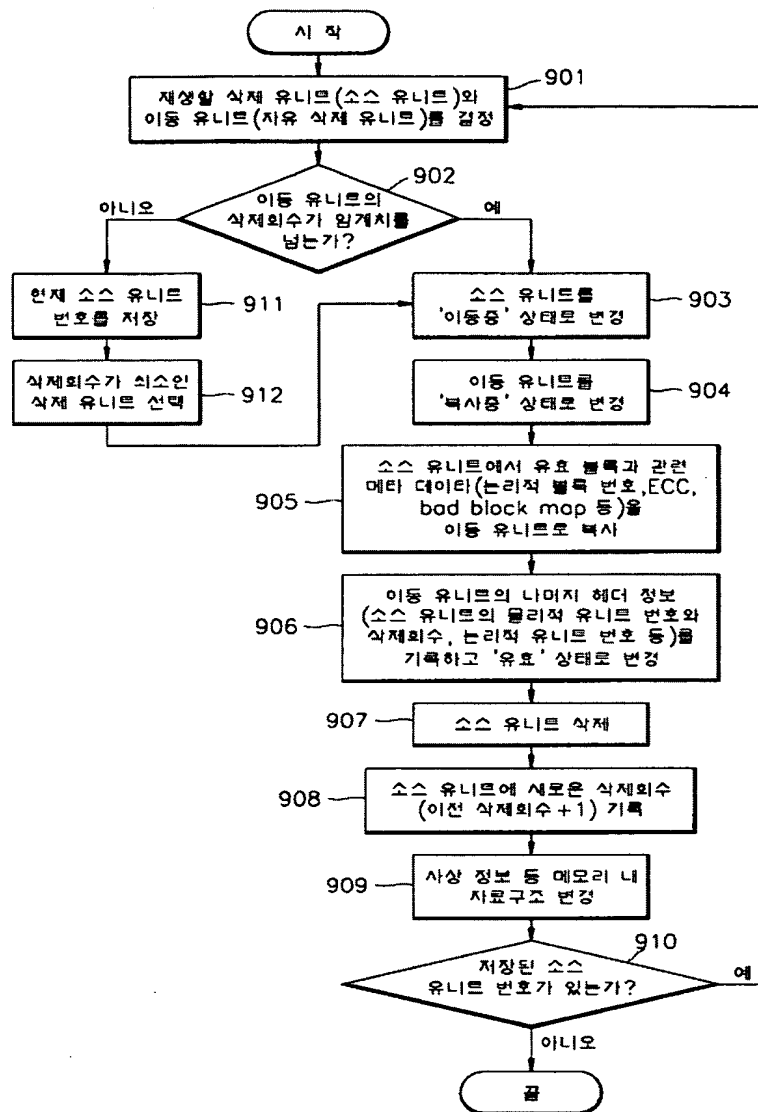 시 작
901
재생할 삭제 유니트(소스 유니트)와
이동 유니트(자유 삭제 유니트)를 결정
902
이동 유니트의
삭제회수가 임계치를
넘는가?
아니오
예
현재 소스 유니트
번호를 저장
911
삭제회수가 최소인
삭제 유니트 선택
912
소스 유니트를
'이동중' 상태로 변경
903
이동 유니트를
'복사중' 상태로 변경
904
905
소스 유니트에서 유효 블록과 관련
메타 데이타(논리적 블록 번호,ECC,
bad block map 등)을
이동 유니트로 복사
906
이동 유니트의 나머지 헤더 정보
(소스 유니트의 물리적 유니트 번호와
삭제회수, 논리적 유니트 번호 등)를
기록하고 '유효' 상태로 변경
907
소스 유니트 삭제
908
소스 유니트에 새로운 삭제회수
(이전 삭제회수+1) 기록
909
사상 정보 등 메모리 내
자료구조 변경
910
저장된 소스
유니트 번호가 있는가?
예
아니오
끝